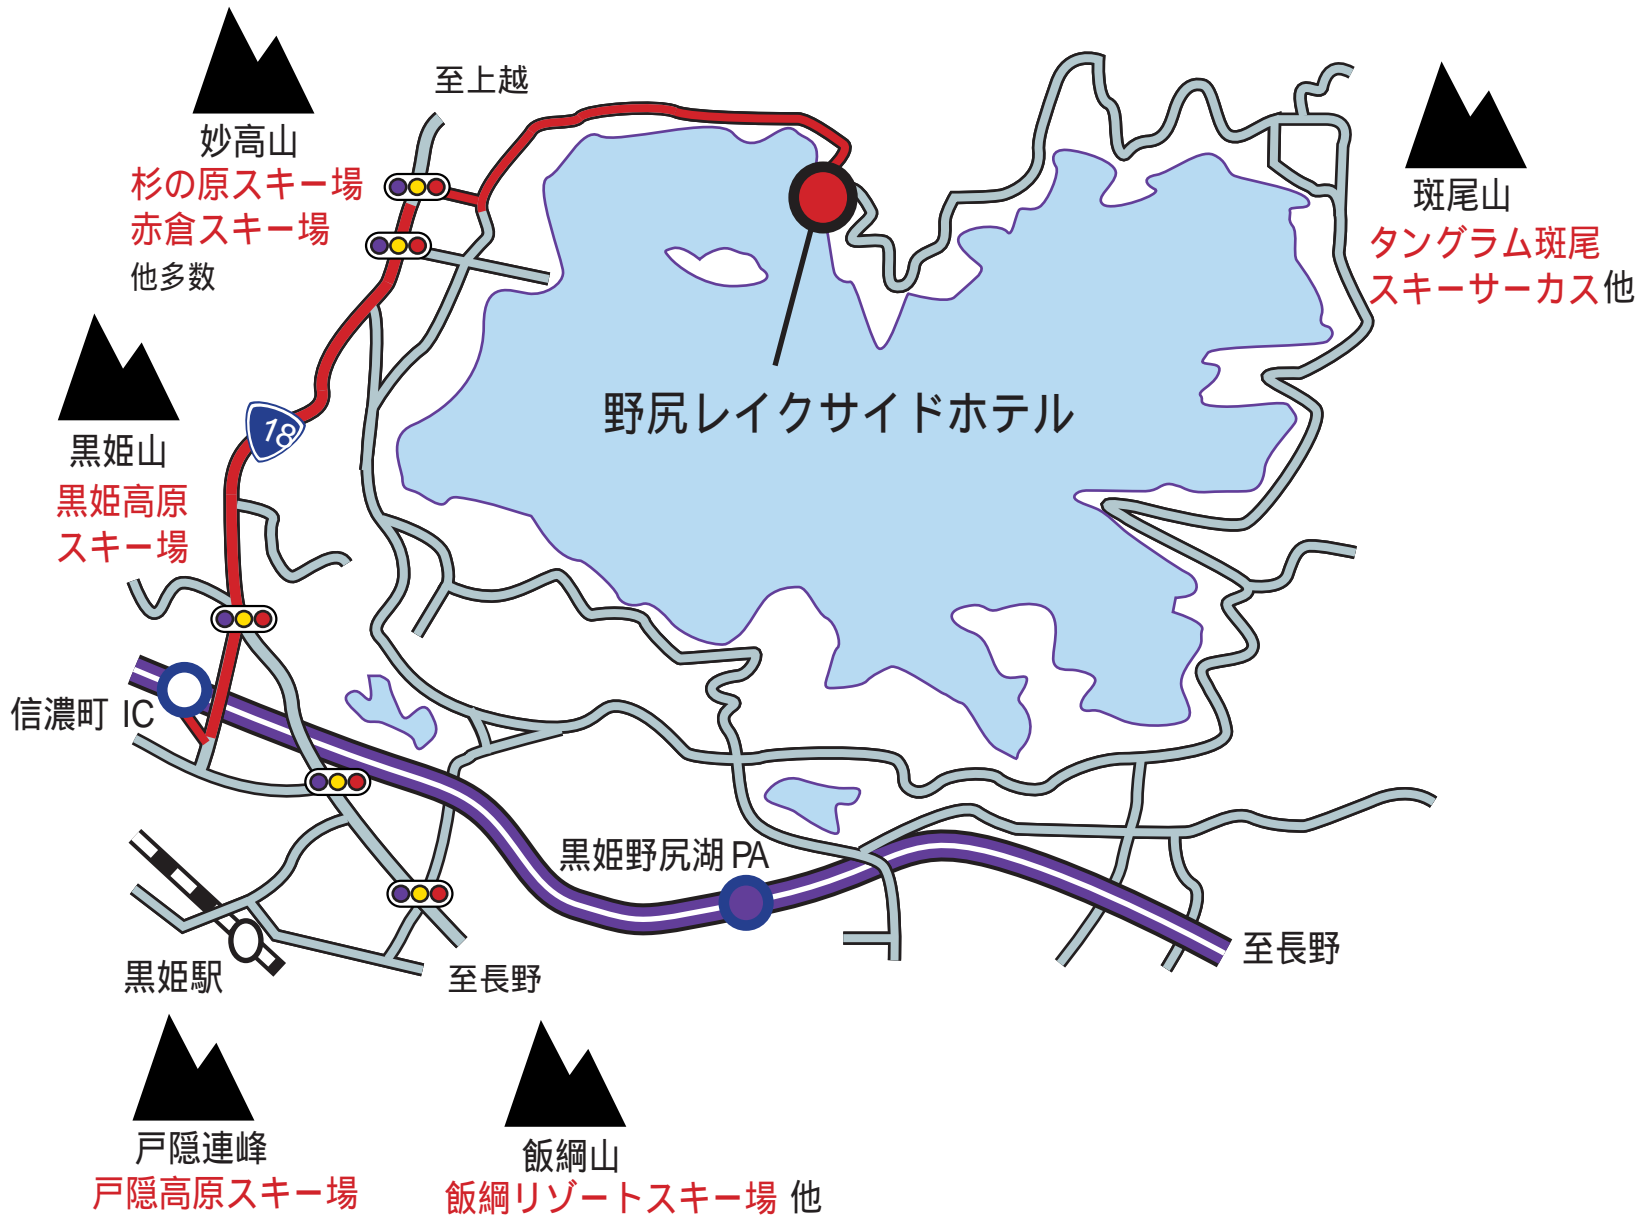 至上越
妙高山
杉の原スキー場
赤倉スキー場
他多数
斑尾山
タングラム斑尾
スキーサーカス他
野尻レイクサイドホテル
18
黒姫山
黒姫高原
スキー場
信濃町 IC
黒姫野尻湖PA
至長野
黒姫駅
至長野
戸隠連峰
戸隠高原スキー場
飯綱山
飯綱リゾートスキー場 他